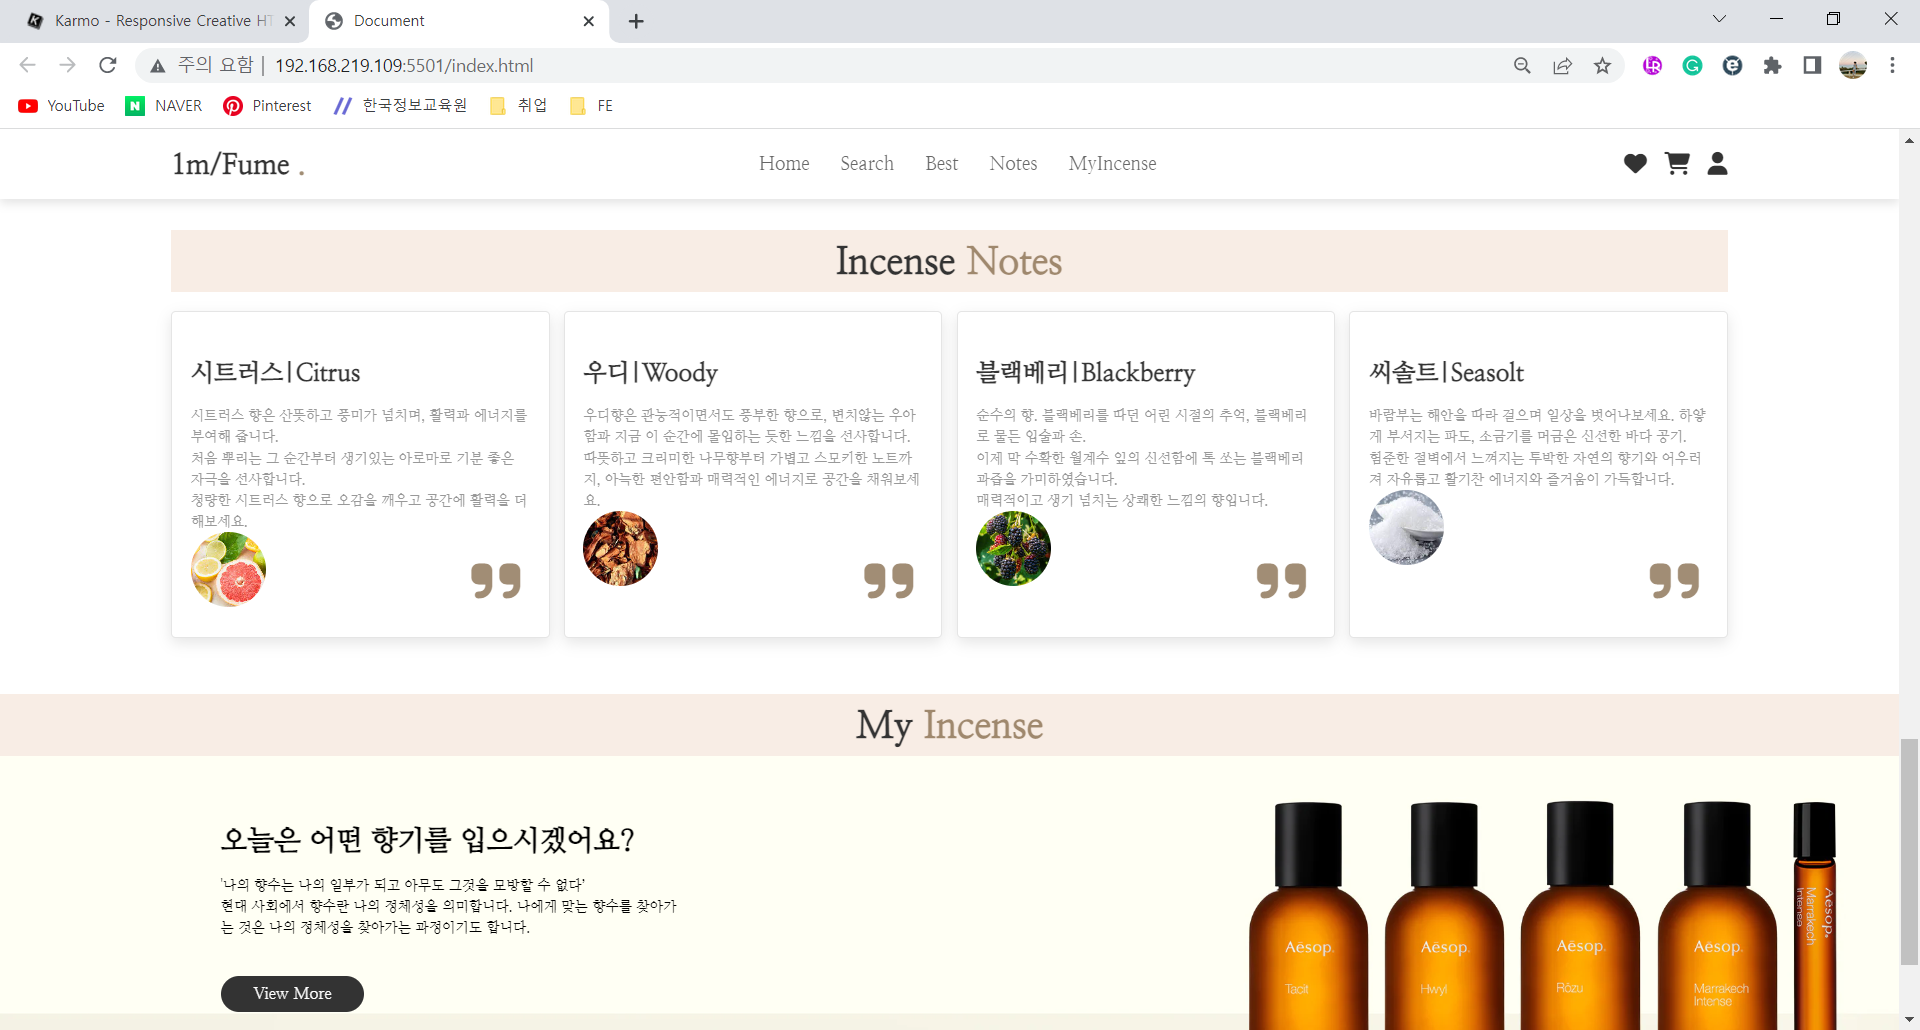 Karmo - Responsive Creative HT
Document
주의 요함 | 192.168.219.109:5501/index.html
YouTube NAVER Pinterest 한국정보교육원 취업 FE
1m/Fume .
Home Search Best Notes MyIncense
Incense Notes
시트러스|Citrus
시트러스 향은 산뜻하고 풍미가 넘치며, 활력과 에너지를
부여해 줍니다.
처음 뿌리는 그 순간부터 생기있는 아로마로 기분 좋은
자극을 선사합니다.
청량한 시트러스 향으로 오감을 깨우고 공간에 활력을 더
해보세요.
우디|Woody
우디향은 관능적이면서도 풍부한 향으로, 변치않는 우아
함과 지금 이 순간에 몰입하는 듯한 느낌을 선사합니다.
따뜻하고 크리미한 나무향부터 가볍고 스모키한 노트까
지, 아늑한 편안함과 매력적인 에너지로 공간을 채워보세
요.
블랙베리|Blackberry
순수의 향. 블랙베리를 따던 어린 시절의 추억, 블랙베리
로 물든 입술과 손.
이제 막 수확한 월계수 잎의 신선함에 톡 쏘는 블랙베리
과즙을 가미하였습니다.
매력적이고 생기 넘치는 상쾌한 느낌의 향입니다.
씨솔트|Seasolt
바람부는 해안을 따라 걸으며 일상을 벗어나보세요. 하얗
게 부서지는 파도, 소금기를 머금은 신선한 바다 공기.
험준한 절벽에서 느껴지는 투박한 자연의 향기와 어우러
져 자유롭고 활기찬 에너지와 즐거움이 가득합니다.
My Incense
오늘은 어떤 향기를 입으시겠어요?
'나의 향수는 나의 일부가 되고 아무도 그것을 모방할 수 없다'
현대 사회에서 향수란 나의 정체성을 의미합니다. 나에게 맞는 향수를 찾아가
는 것은 나의 정체성을 찾아가는 과정이기도 합니다.
View More
Aēsop.
Tacit
Aēsop.
Hwyl
Aēsop.
Rōzu
Aēsop.
Marrakech
Intense
Aēsop.
Marrakech
Intense